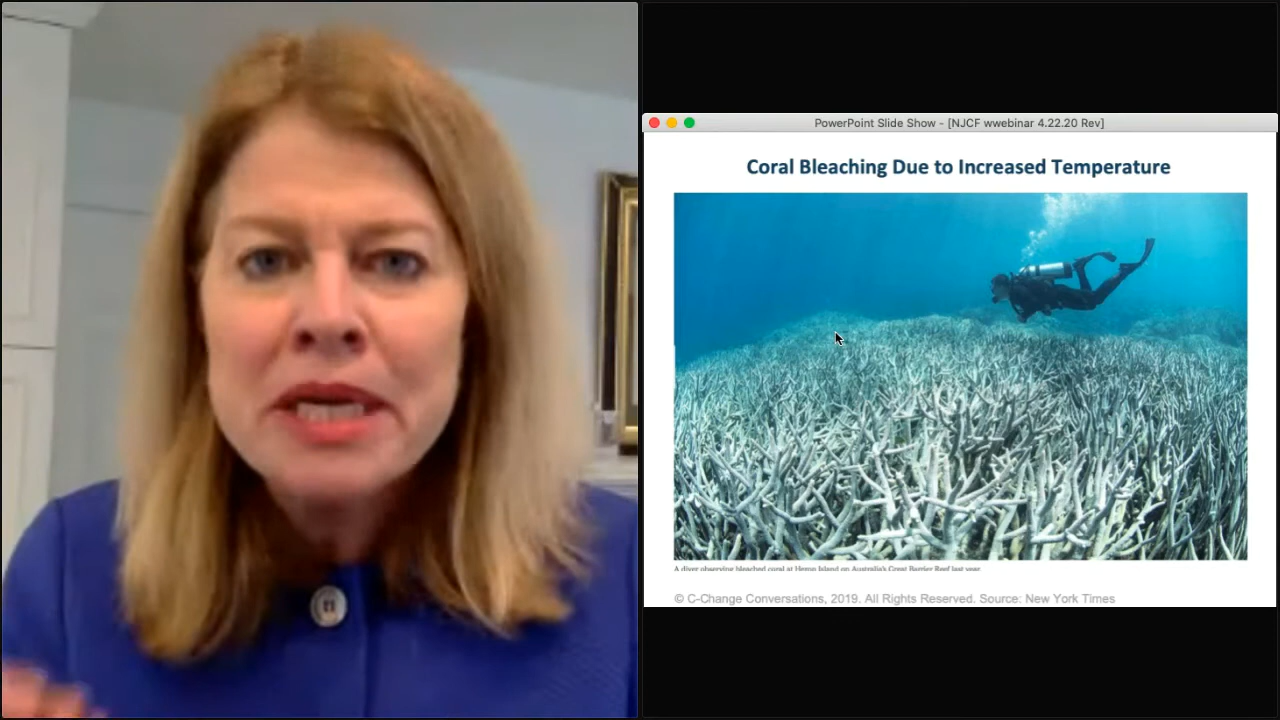 PowerPoint Slide Show - [NJCF wwebinar 4.22.20 Rev]
Coral Bleaching Due to Increased Temperature
A diver observing bleached coral at Heron Island on Australia's Great Barrier Reef last year.
© C-Change Conversations, 2019. All Rights Reserved. Source: New York Times